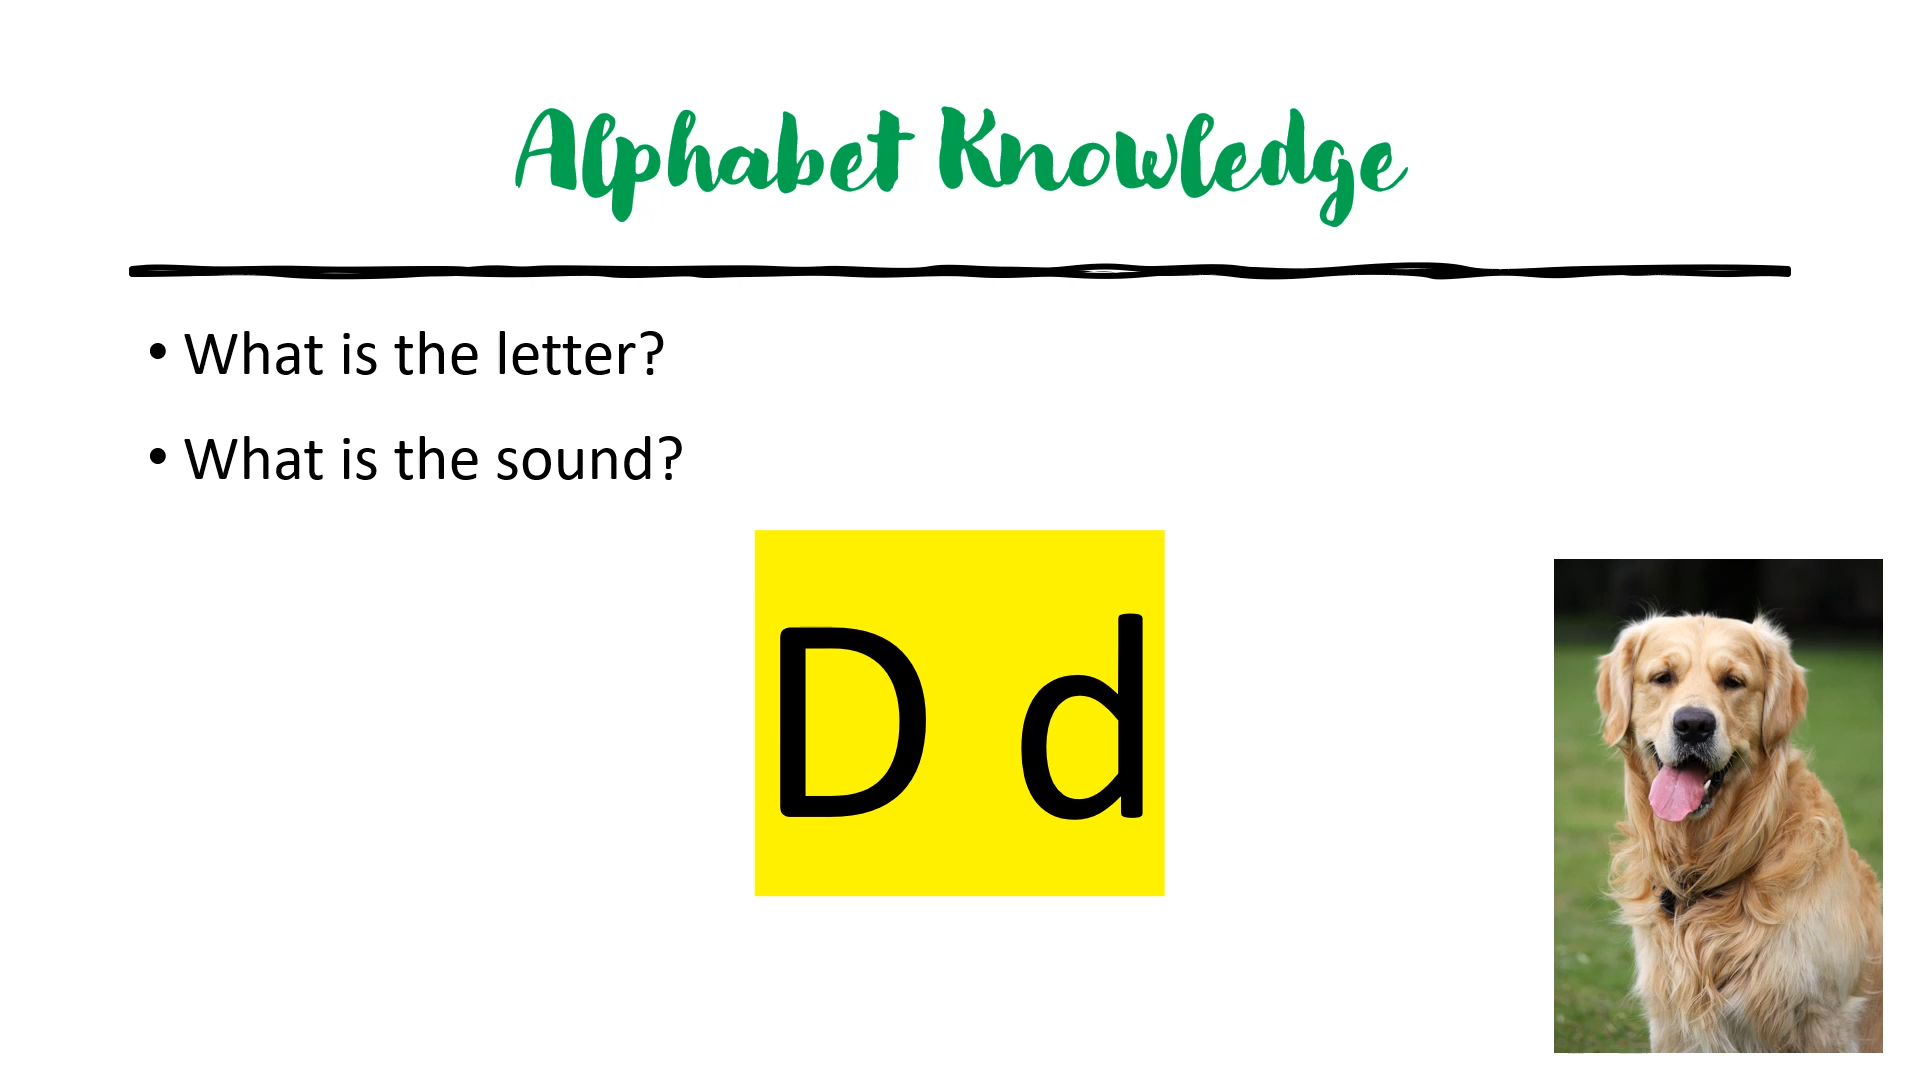 Alphabet Knowledge
• What is the letter?
• What is the sound?
D d